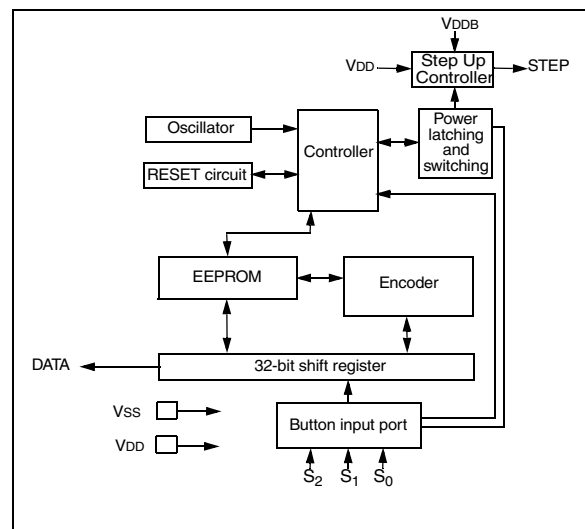 VDDB
VDD
Step Up
Controller
STEP
Oscillator
Controller
Power
latching
and
switching
RESET circuit
EEPROM
Encoder
DATA
32-bit shift register
VSS
Button input port
VDD
S2
S1
S0